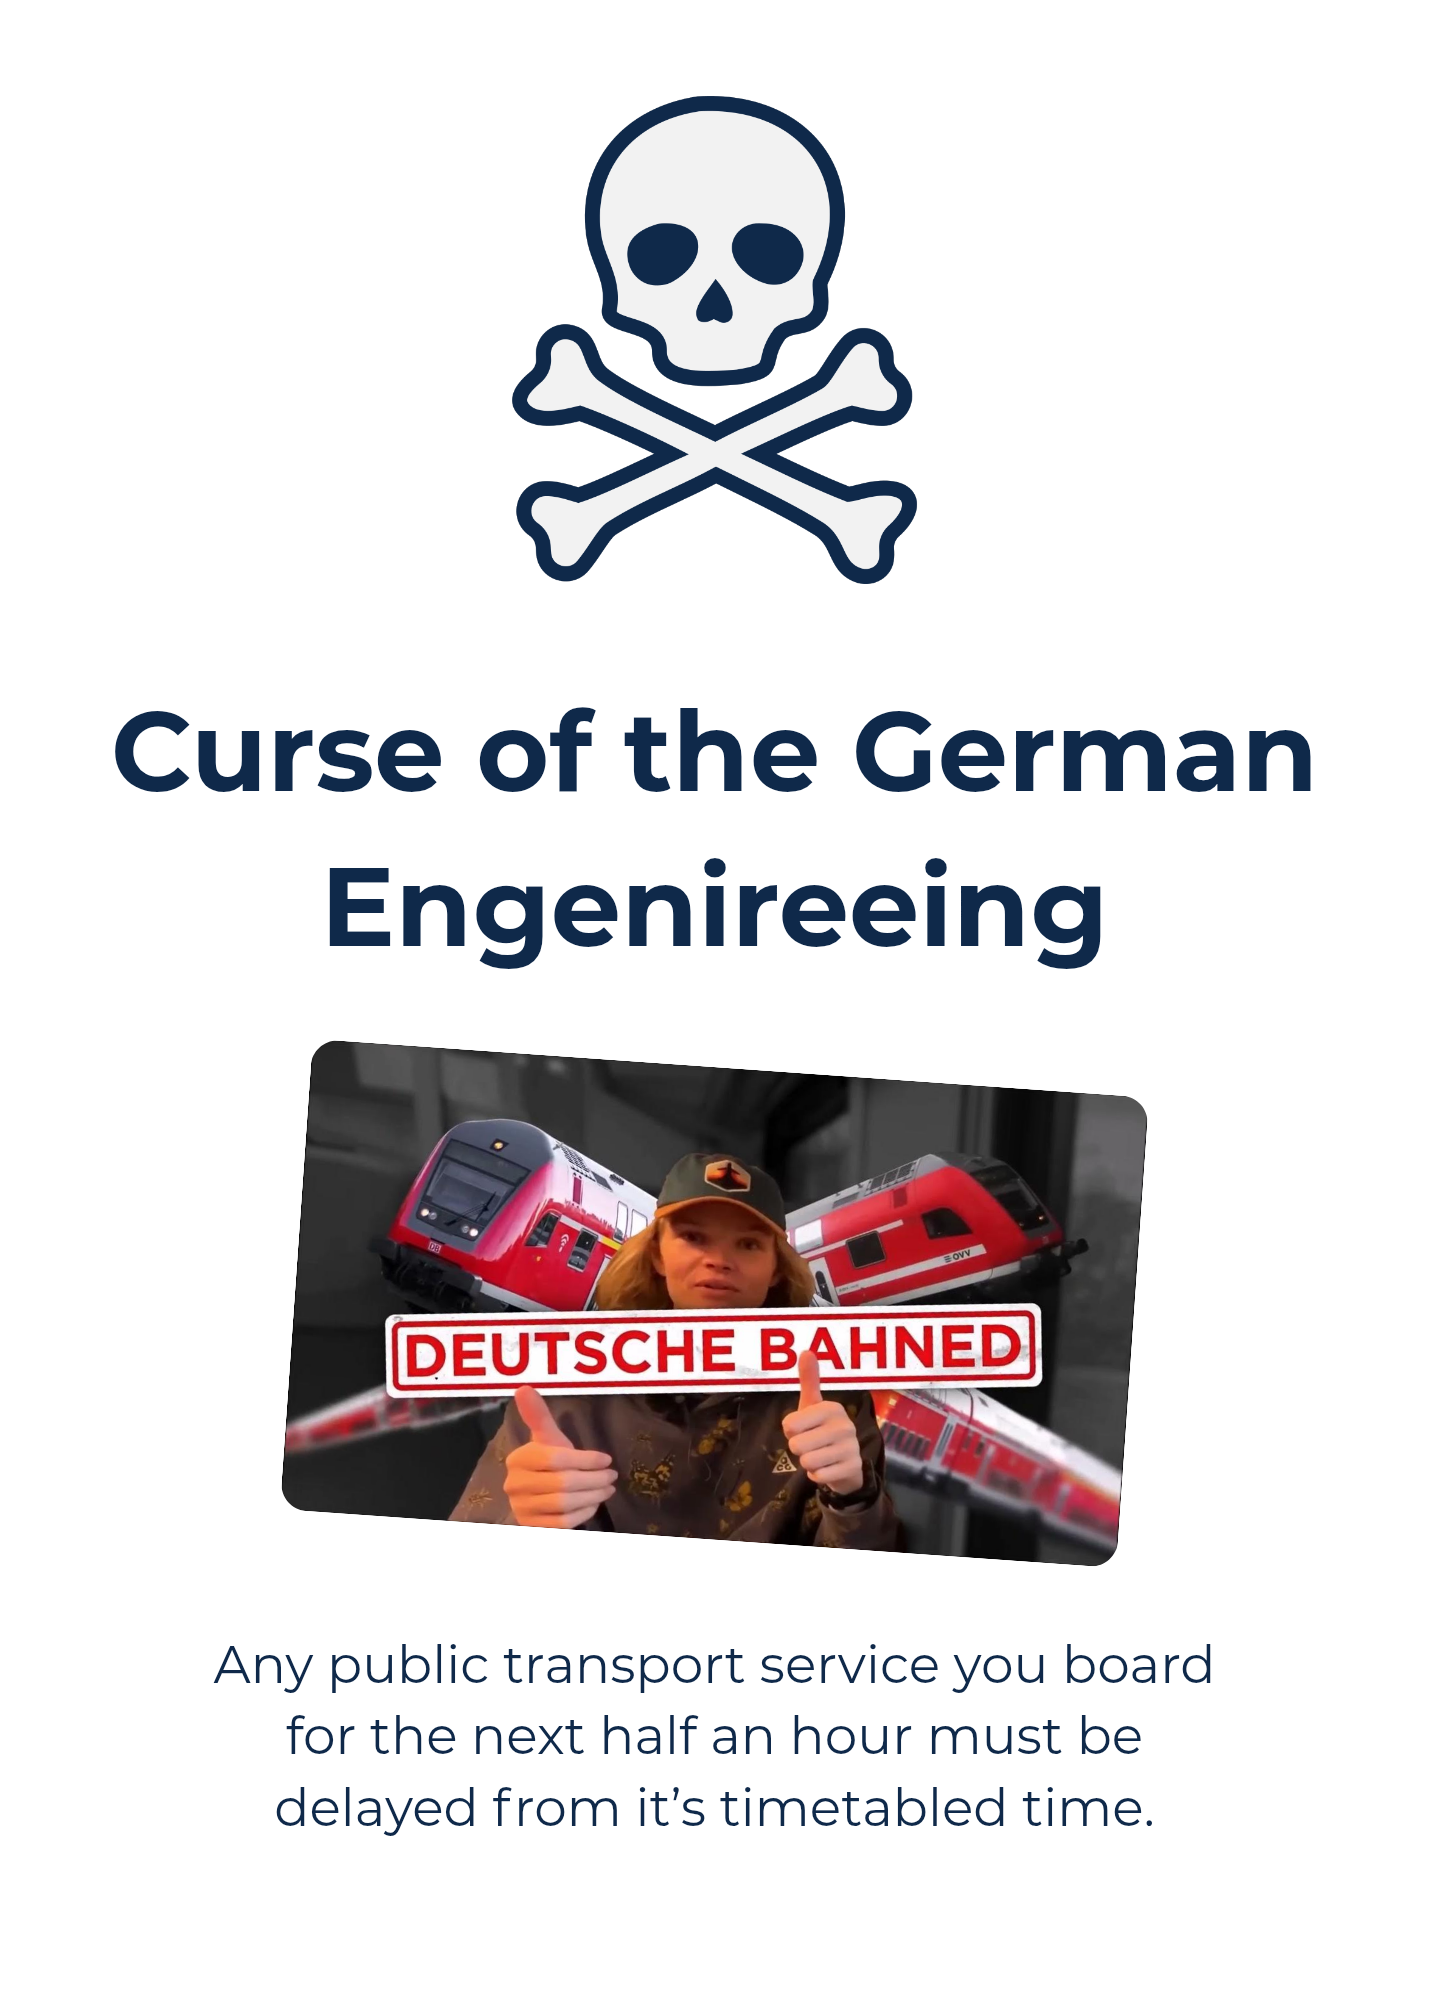 Curse of the German
Engenireeing
DEUTSCHE BAHNED
Any public transport service you board
for the next half an hour must be
delayed from it’s timetabled time.